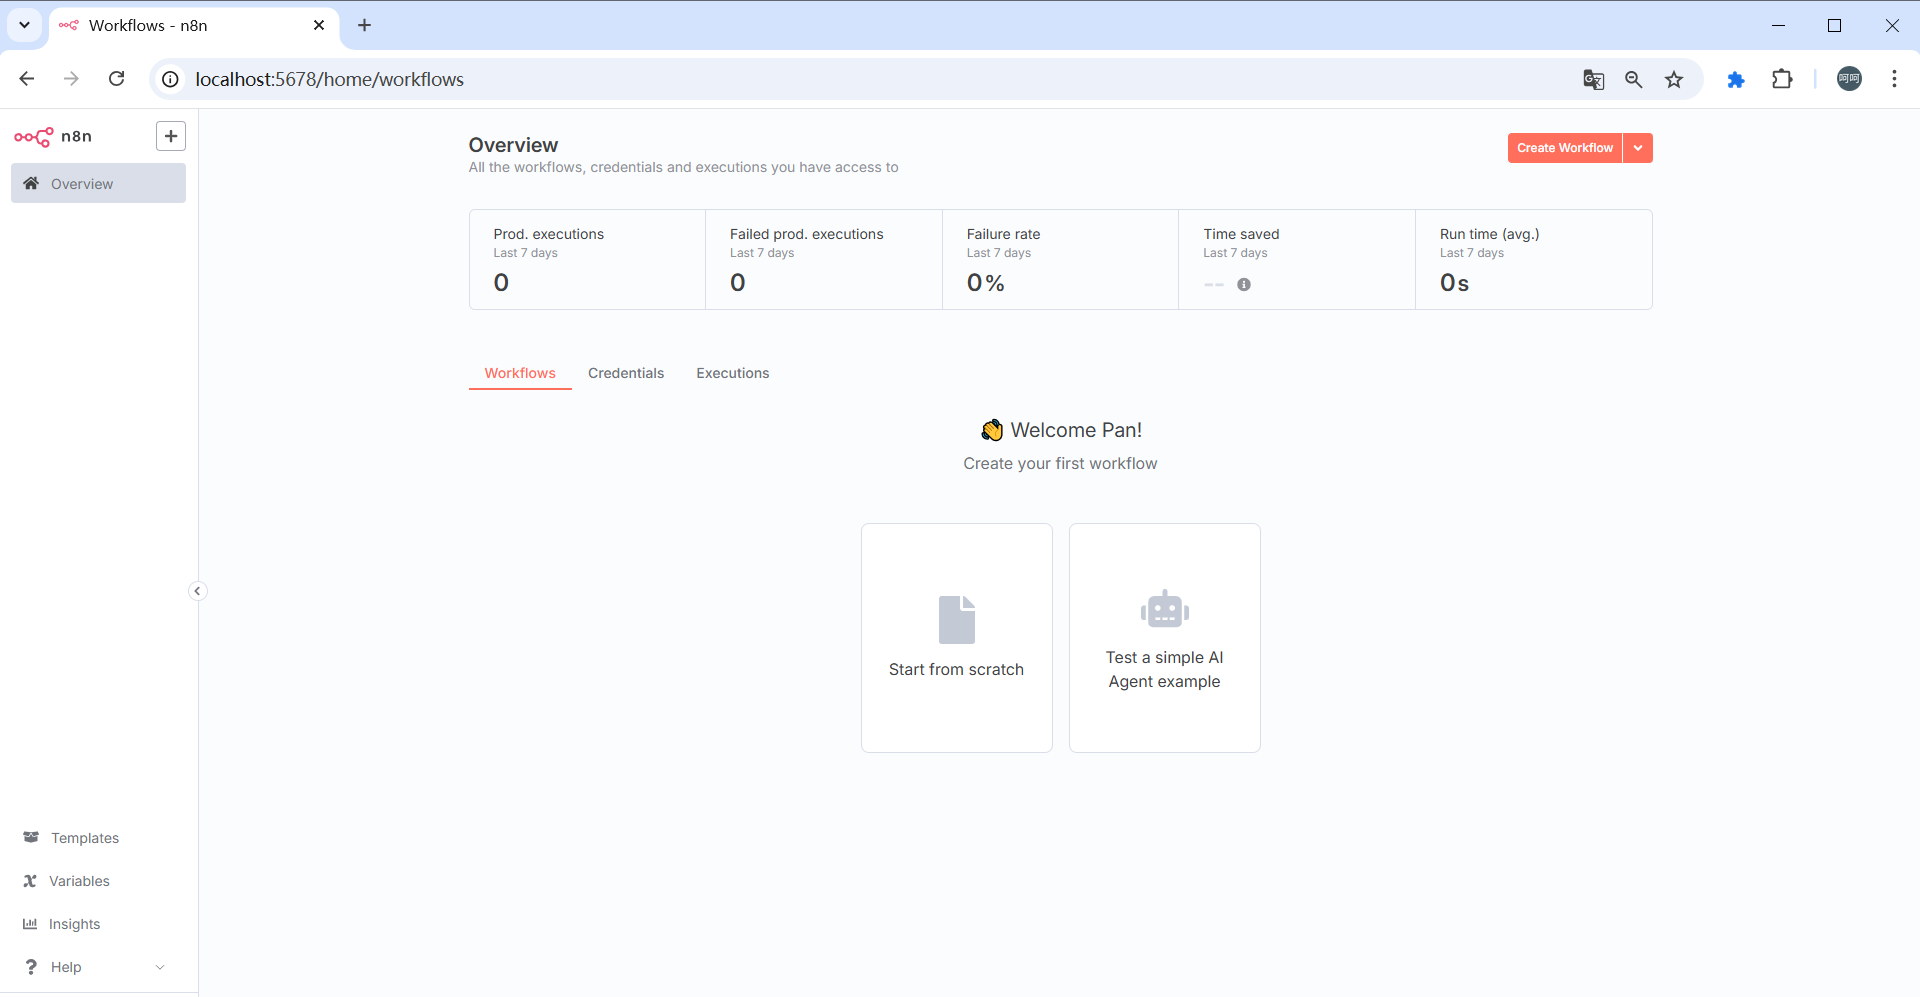 Workflows - n8n
localhost:5678/home/workflows
呵呵
n8n
Overview
Overview
All the workflows, credentials and executions you have access to
Create Workflow
Prod. executions
Last 7 days
0
Failed prod. executions
Last 7 days
0
Failure rate
Last 7 days
0%
Time saved
Last 7 days
--
Run time (avg.)
Last 7 days
0s
Workflows Credentials Executions
👏 Welcome Pan!
Create your first workflow
Start from scratch
Test a simple AI
Agent example
Templates
Variables
Insights
Help